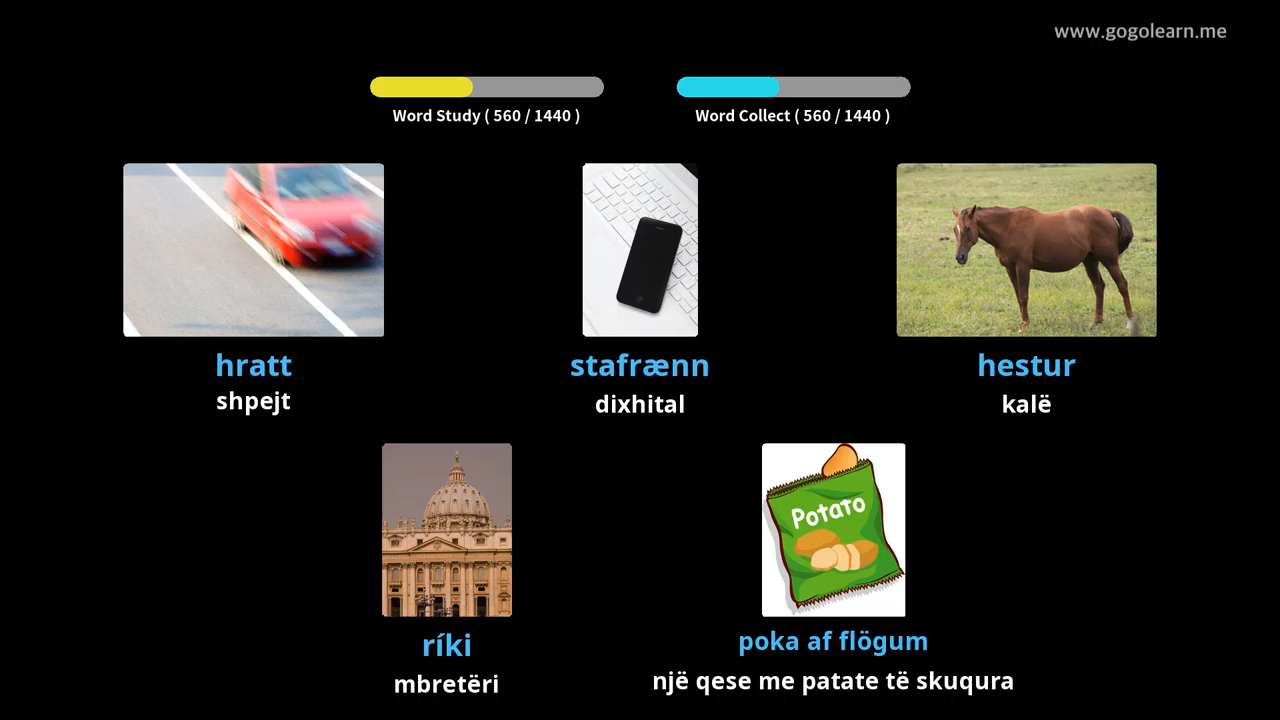 www.gogolearn.me
Word Study ( 560 / 1440 )
Word Collect ( 560 / 1440 )
hratt
shpejt
stafrænn
dixhital
hestur
kalë
ríki
mbretëri
Potato
poka af flögum
një qese me patate të skuqura